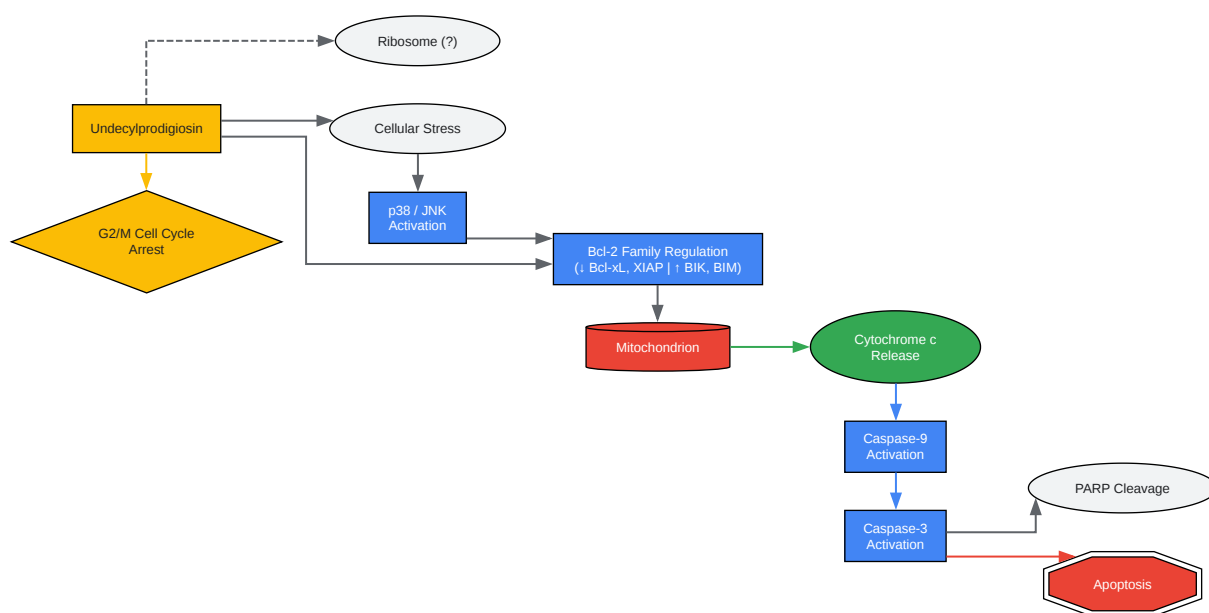 Ribosome (?)
Undecylprodigiosin
Cellular Stress
G2/M Cell Cycle
Arrest
p38 / JNK
Activation
Bcl-2 Family Regulation
(↓ Bcl-xL, XIAP | ↑ BIK, BIM)
Mitochondrion
Cytochrome c
Release
Caspase-9
Activation
PARP Cleavage
Caspase-3
Activation
Apoptosis